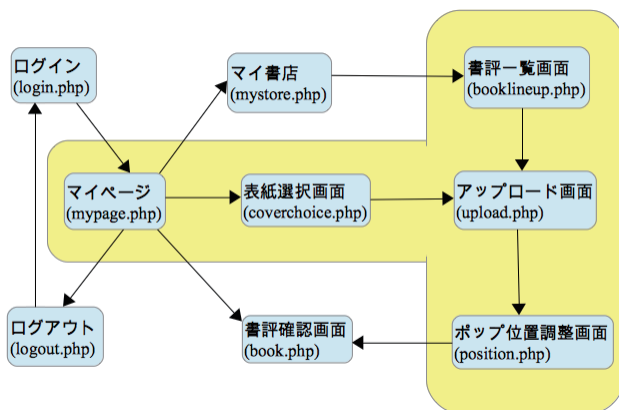 ログイン
(login.php)
マイ書店
(mystore.php)
書評一覧画面
(booklineup.php)
マイページ
(mypage.php)
表紙選択画面
(coverchoice.php)
アップロード画面
(upload.php)
ログアウト
(logout.php)
書評確認画面
(book.php)
ポップ位置調整画面
(position.php)